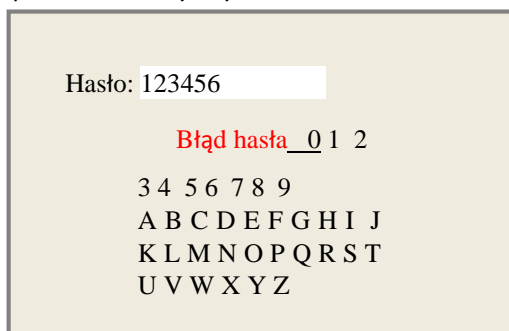 Hasło: 123456
Błąd hasła 0 1 2
3 4 5 6 7 8 9
A B C D E F G H I J
K L M N O P Q R S T
U V W X Y Z